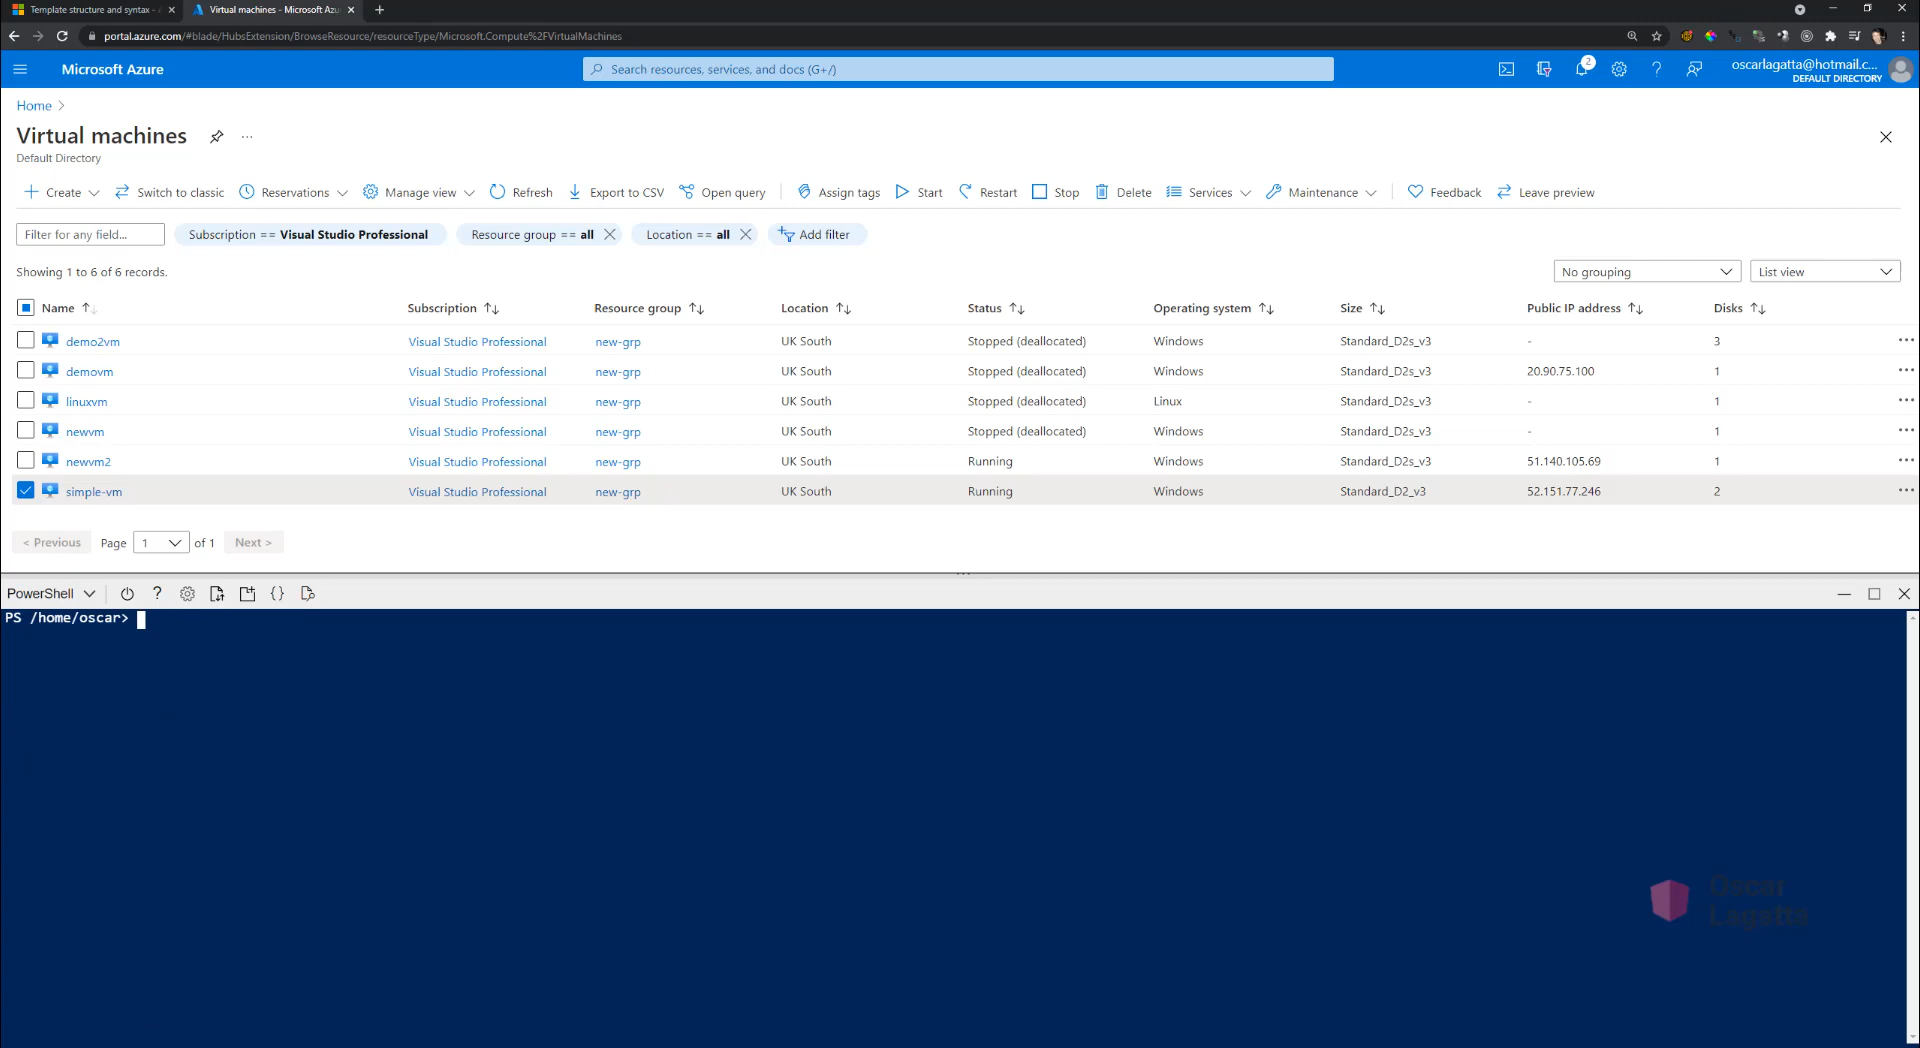 Template structure and syntax -
Virtual machines - Microsoft Azu
portal.azure.com/#blade/HubsExtension/BrowseResource/resourceType/Microsoft.Compute%2FVirtualMachines
Microsoft Azure
Search resources, services, and docs (G+/)
2
oscarlagatta@hotmail.c...
DEFAULT DIRECTORY
Home
Virtual machines
Default Directory
Create Switch to classic Reservations Manage view Refresh Export to CSV Open query Assign tags Start Restart Stop Delete Services Maintenance Feedback Leave preview
Filter for any field... Subscription == Visual Studio Professional Resource group == all Location == all Add filter
Showing 1 to 6 of 6 records. No grouping List view
Name Subscription Resource group Location Status Operating system Size Public IP address Disks
demo2vm Visual Studio Professional new-grp UK South Stopped (deallocated) Windows Standard_D2s_v3 - 3
demovm Visual Studio Professional new-grp UK South Stopped (deallocated) Windows Standard_D2s_v3 20.90.75.100 1
linuxvm Visual Studio Professional new-grp UK South Stopped (deallocated) Linux Standard_D2s_v3 - 1
newvm Visual Studio Professional new-grp UK South Stopped (deallocated) Windows Standard_D2s_v3 - 1
newvm2 Visual Studio Professional new-grp UK South Running Windows Standard_D2s_v3 51.140.105.69 1
simple-vm Visual Studio Professional new-grp UK South Running Windows Standard_D2_v3 52.151.77.246 2
< Previous Page 1 of 1 Next >
PowerShell
PS /home/oscar>
Oscar
Lagatta